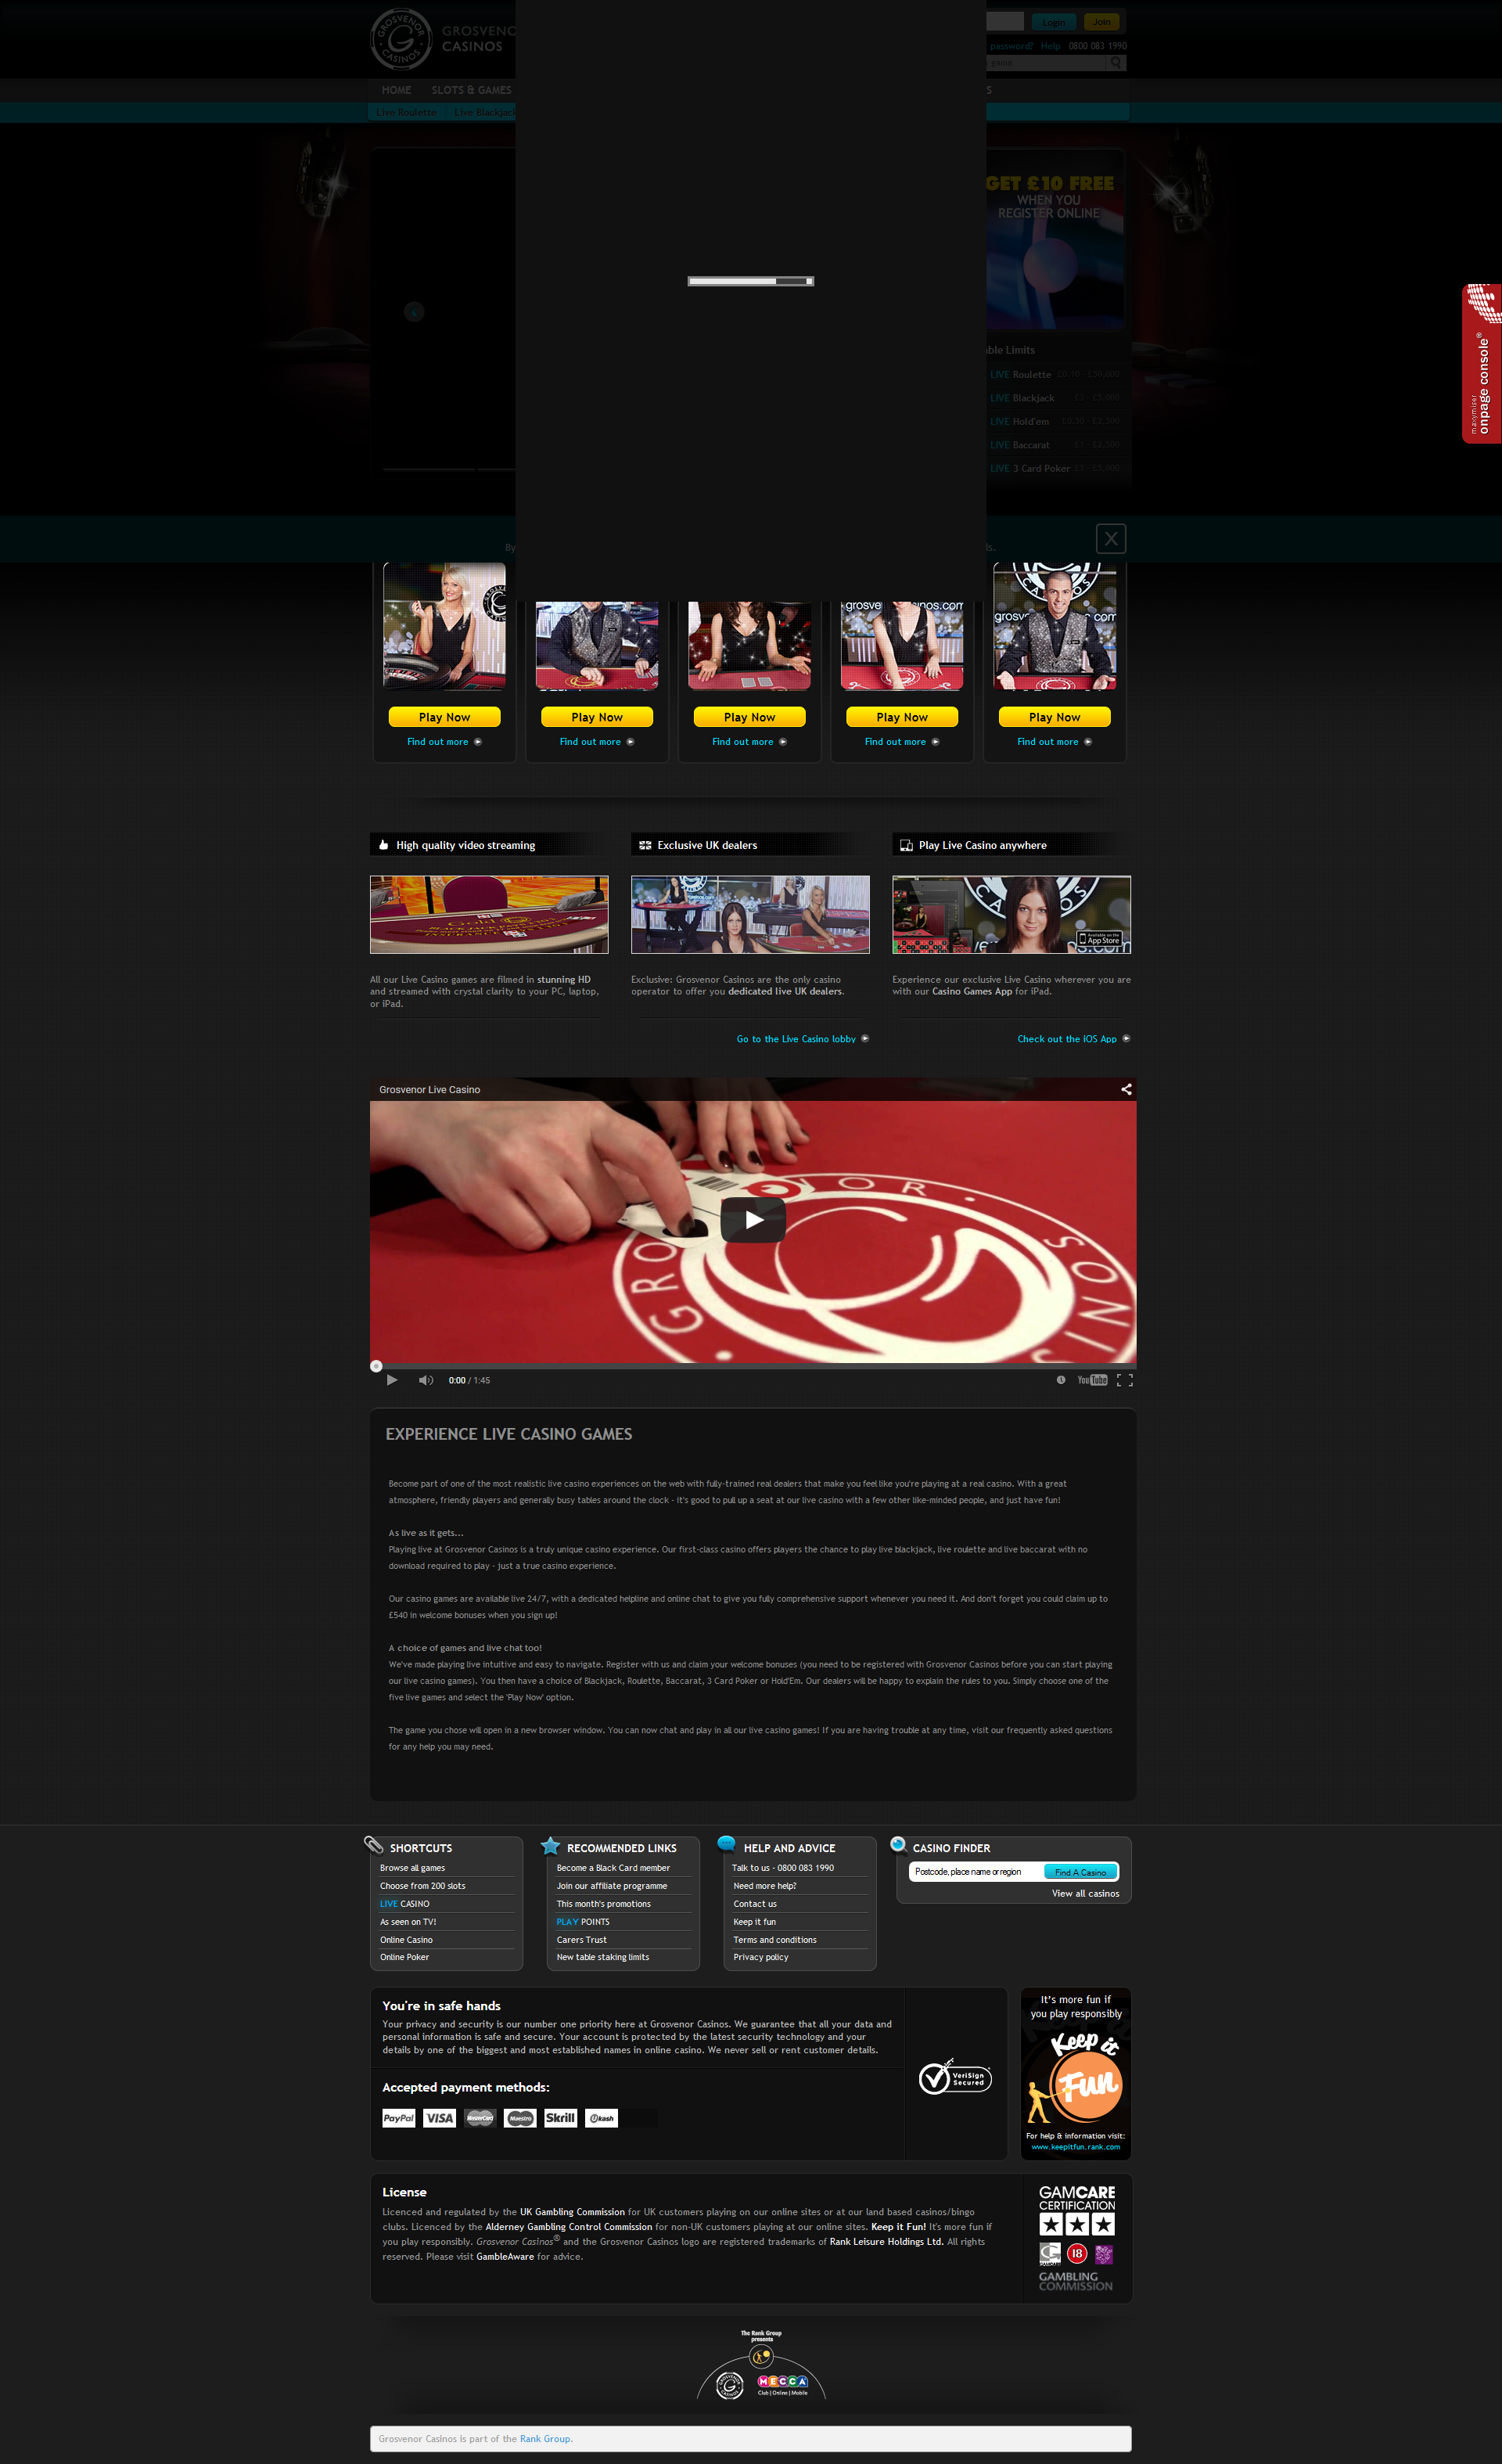 GROSVENOR
CASINOS
GROSVENO
CASINOS
Login
Join
password? Help 0800 083 1990
game
HOME
SLOTS & GAMES
S
Live Roulette
Live Blackjack
GET £10 FREE
WHEN YOU
REGISTER ONLINE
ble Limits
LIVE Roulette £0.10 - £50,000
LIVE Blackjack
LIVE Hold'em
LIVE Baccarat
LIVE 3 Card Poker
maxymiser
onpage console®
By
ls.
X
Play Now
Play Now
Play Now
Play Now
Play Now
Find out more
Find out more
Find out more
Find out more
Find out more
High quality video streaming
Exclusive UK dealers
Play Live Casino anywhere
Available on the
App Store
All our Live Casino games are filmed in stunning HD
and streamed with crystal clarity to your PC, laptop,
or iPad.
Exclusive: Grosvenor Casinos are the only casino
operator to offer you dedicated live UK dealers.
Go to the Live Casino lobby
Experience our exclusive Live Casino wherever you are
with our Casino Games App for iPad.
Check out the iOS App
Grosvenor Live Casino
0:00 / 1:45
YouTube
EXPERIENCE LIVE CASINO GAMES
Become part of one of the most realistic live casino experiences on the web with fully-trained real dealers that make you feel like you're playing at a real casino. With a great
atmosphere, friendly players and generally busy tables around the clock - it's good to pull up a seat at our live casino with a few other like-minded people, and just have fun!
As live as it gets...
Playing live at Grosvenor Casinos is a truly unique casino experience. Our first-class casino offers players the chance to play live blackjack, live roulette and live baccarat with no
download required to play - just a true casino experience.
Our casino games are available live 24/7, with a dedicated helpline and online chat to give you fully comprehensive support whenever you need it. And don't forget you could claim up to
£540 in welcome bonuses when you sign up!
A choice of games and live chat too!
We've made playing live intuitive and easy to navigate. Register with us and claim your welcome bonuses (you need to be registered with Grosvenor Casinos before you can start playing
our live casino games). You then have a choice of Blackjack, Roulette, Baccarat, 3 Card Poker or Hold'Em. Our dealers will be happy to explain the rules to you. Simply choose one of the
five live games and select the 'Play Now' option.
The game you chose will open in a new browser window. You can now chat and play in all our live casino games! If you are having trouble at any time, visit our frequently asked questions
for any help you may need.
SHORTCUTS
Browse all games
Choose from 200 slots
LIVE CASINO
As seen on TV!
Online Casino
Online Poker
RECOMMENDED LINKS
Become a Black Card member
Join our affiliate programme
This month's promotions
PLAY POINTS
Carers Trust
New table staking limits
HELP AND ADVICE
Talk to us - 0800 083 1990
Need more help?
Contact us
Keep it fun
Terms and conditions
Privacy policy
CASINO FINDER
Postcode, place name or region
Find A Casino
View all casinos
You're in safe hands
Your privacy and security is our number one priority here at Grosvenor Casinos. We guarantee that all your data and
personal information is safe and secure. Your account is protected by the latest security technology and your
details by one of the biggest and most established names in online casino. We never sell or rent customer details.
Accepted payment methods:
PayPal VISA MasterCard Maestro Skrill Ukash
VeriSign
Secured
It's more fun if
you play responsibly
Keep it
Fun
For help & information visit:
www.keepitfun.rank.com
License
Licenced and regulated by the UK Gambling Commission for UK customers playing on our online sites or at our land based casinos/bingo
clubs. Licenced by the Alderney Gambling Control Commission for non-UK customers playing at our online sites. Keep it Fun! It's more fun if
you play responsibly. Grosvenor Casinos® and the Grosvenor Casinos logo are registered trademarks of Rank Leisure Holdings Ltd. All rights
reserved. Please visit GambleAware for advice.
GAMCARE
CERTIFICATION
18
GAMBLING
COMMISSION
The Rank Group
presents
GROSVENOR
CASINOS
MECCA
Club | Online | Mobile
Grosvenor Casinos is part of the Rank Group.